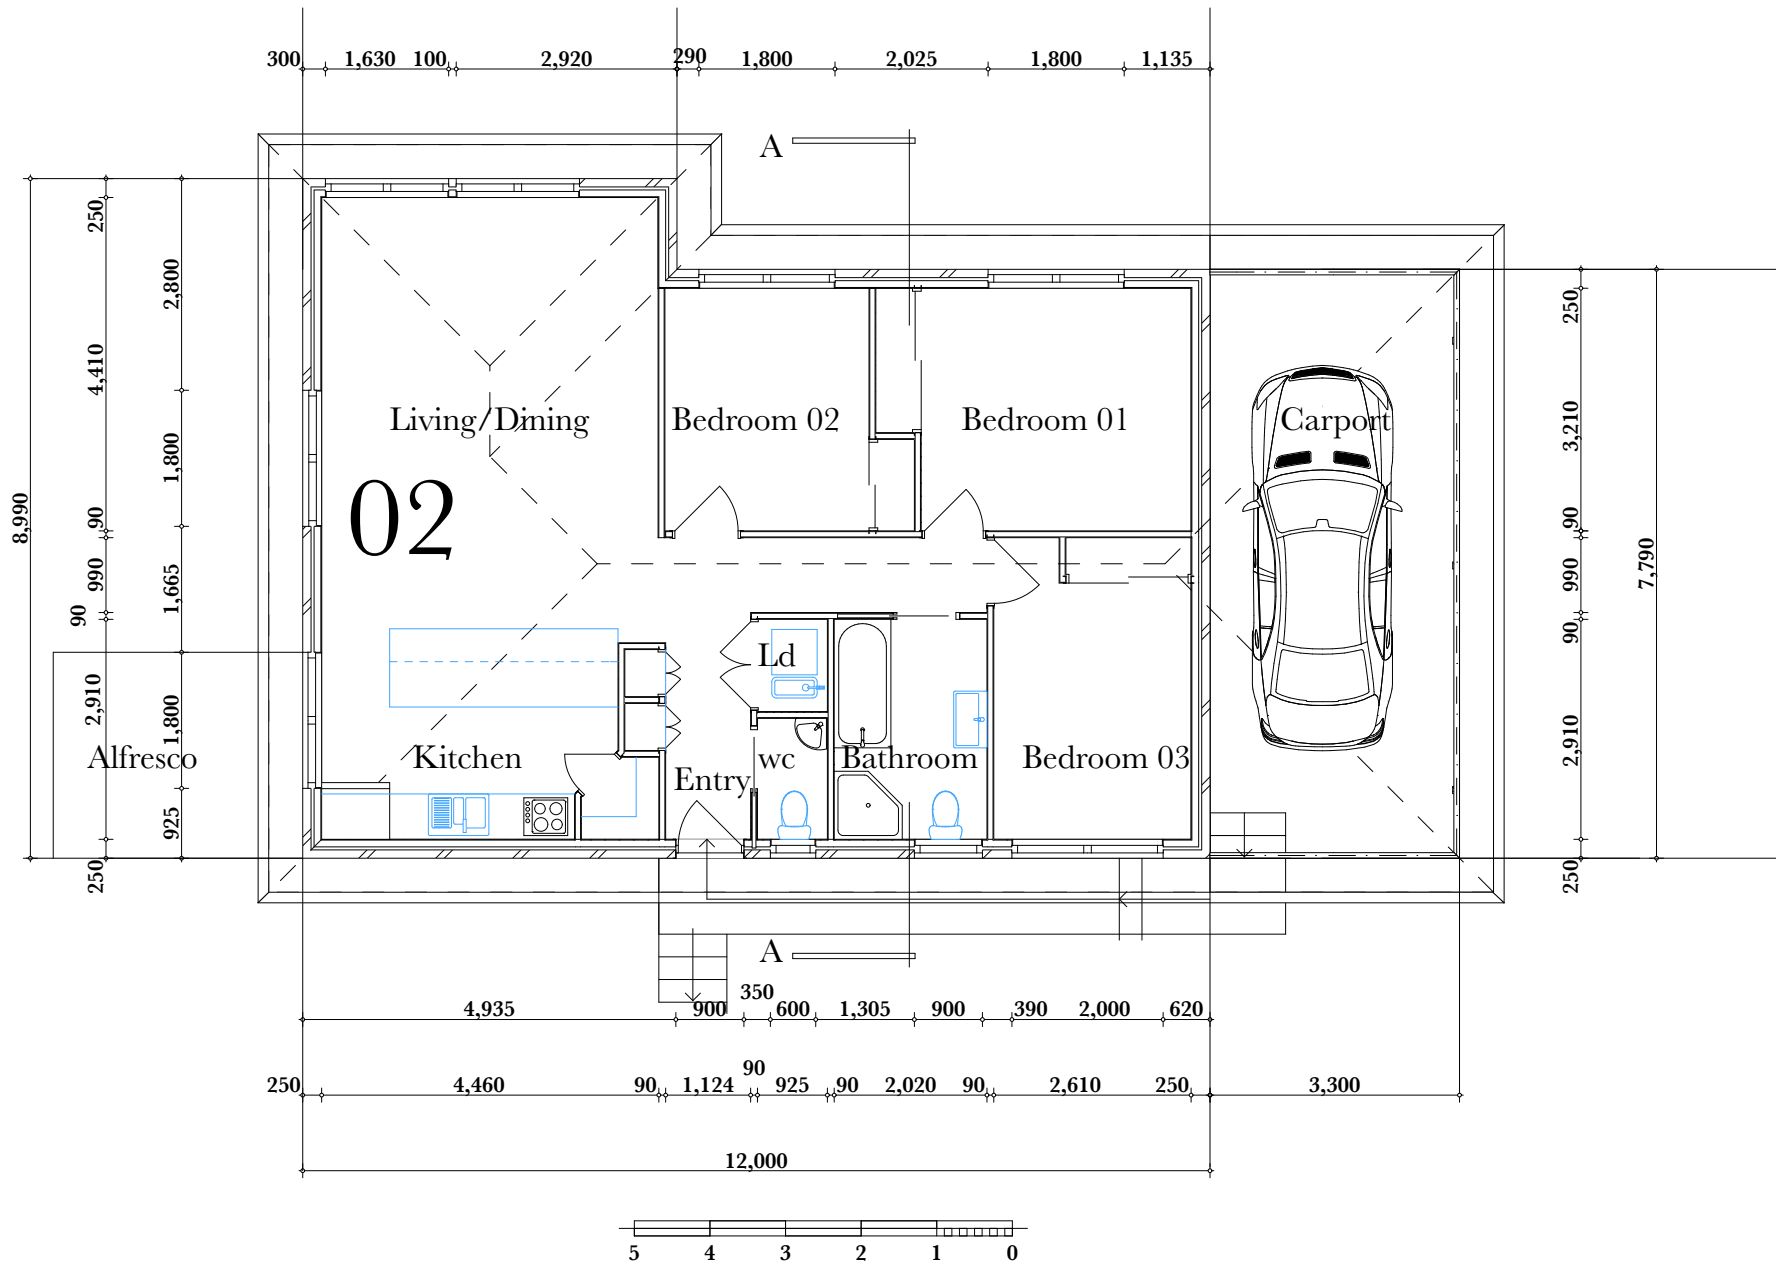 300 1,630 100 2,920 290 1,800 2,025 1,800 1,135
A
250
2,800
4,410
1,800
8,990
90
990
1,665
90
2,910
1,800
925
250
250
3,210
90
990
7,790
90
2,910
250
Living/Dining Bedroom 02 Bedroom 01 Carport
02
Ld
Alfresco Kitchen Entry wc Bathroom Bedroom 03
A
4,935 900 350 600 1,305 900 390 2,000 620
250 4,460 90 1,124 90 925 90 2,020 90 2,610 250 3,300
12,000
5 4 3 2 1 0